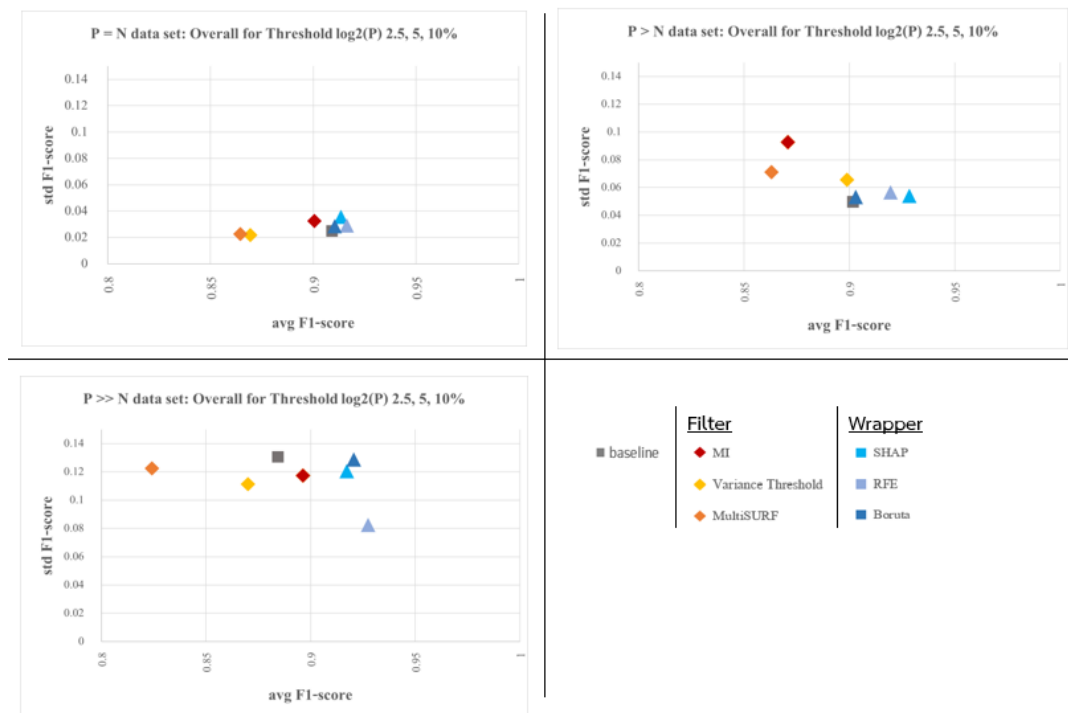 P = N data set: Overall for Threshold log2(P) 2.5, 5, 10%
0.14
0.12
0.1
0.08
0.06
0.04
0.02
0
std F1-score
0.8
0.85
0.9
0.95
1
avg F1-score
P > N data set: Overall for Threshold log2(P) 2.5, 5, 10%
0.14
0.12
0.1
0.08
0.06
0.04
0.02
0
std F1-score
0.8
0.85
0.9
0.95
1
avg F1-score
P >> N data set: Overall for Threshold log2(P) 2.5, 5, 10%
0.14
0.12
0.1
0.08
0.06
0.04
0.02
0
std F1-score
0.8
0.85
0.9
0.95
1
avg F1-score
baseline
Filter
MI
Variance Threshold
MultiSURF
Wrapper
SHAP
RFE
Boruta